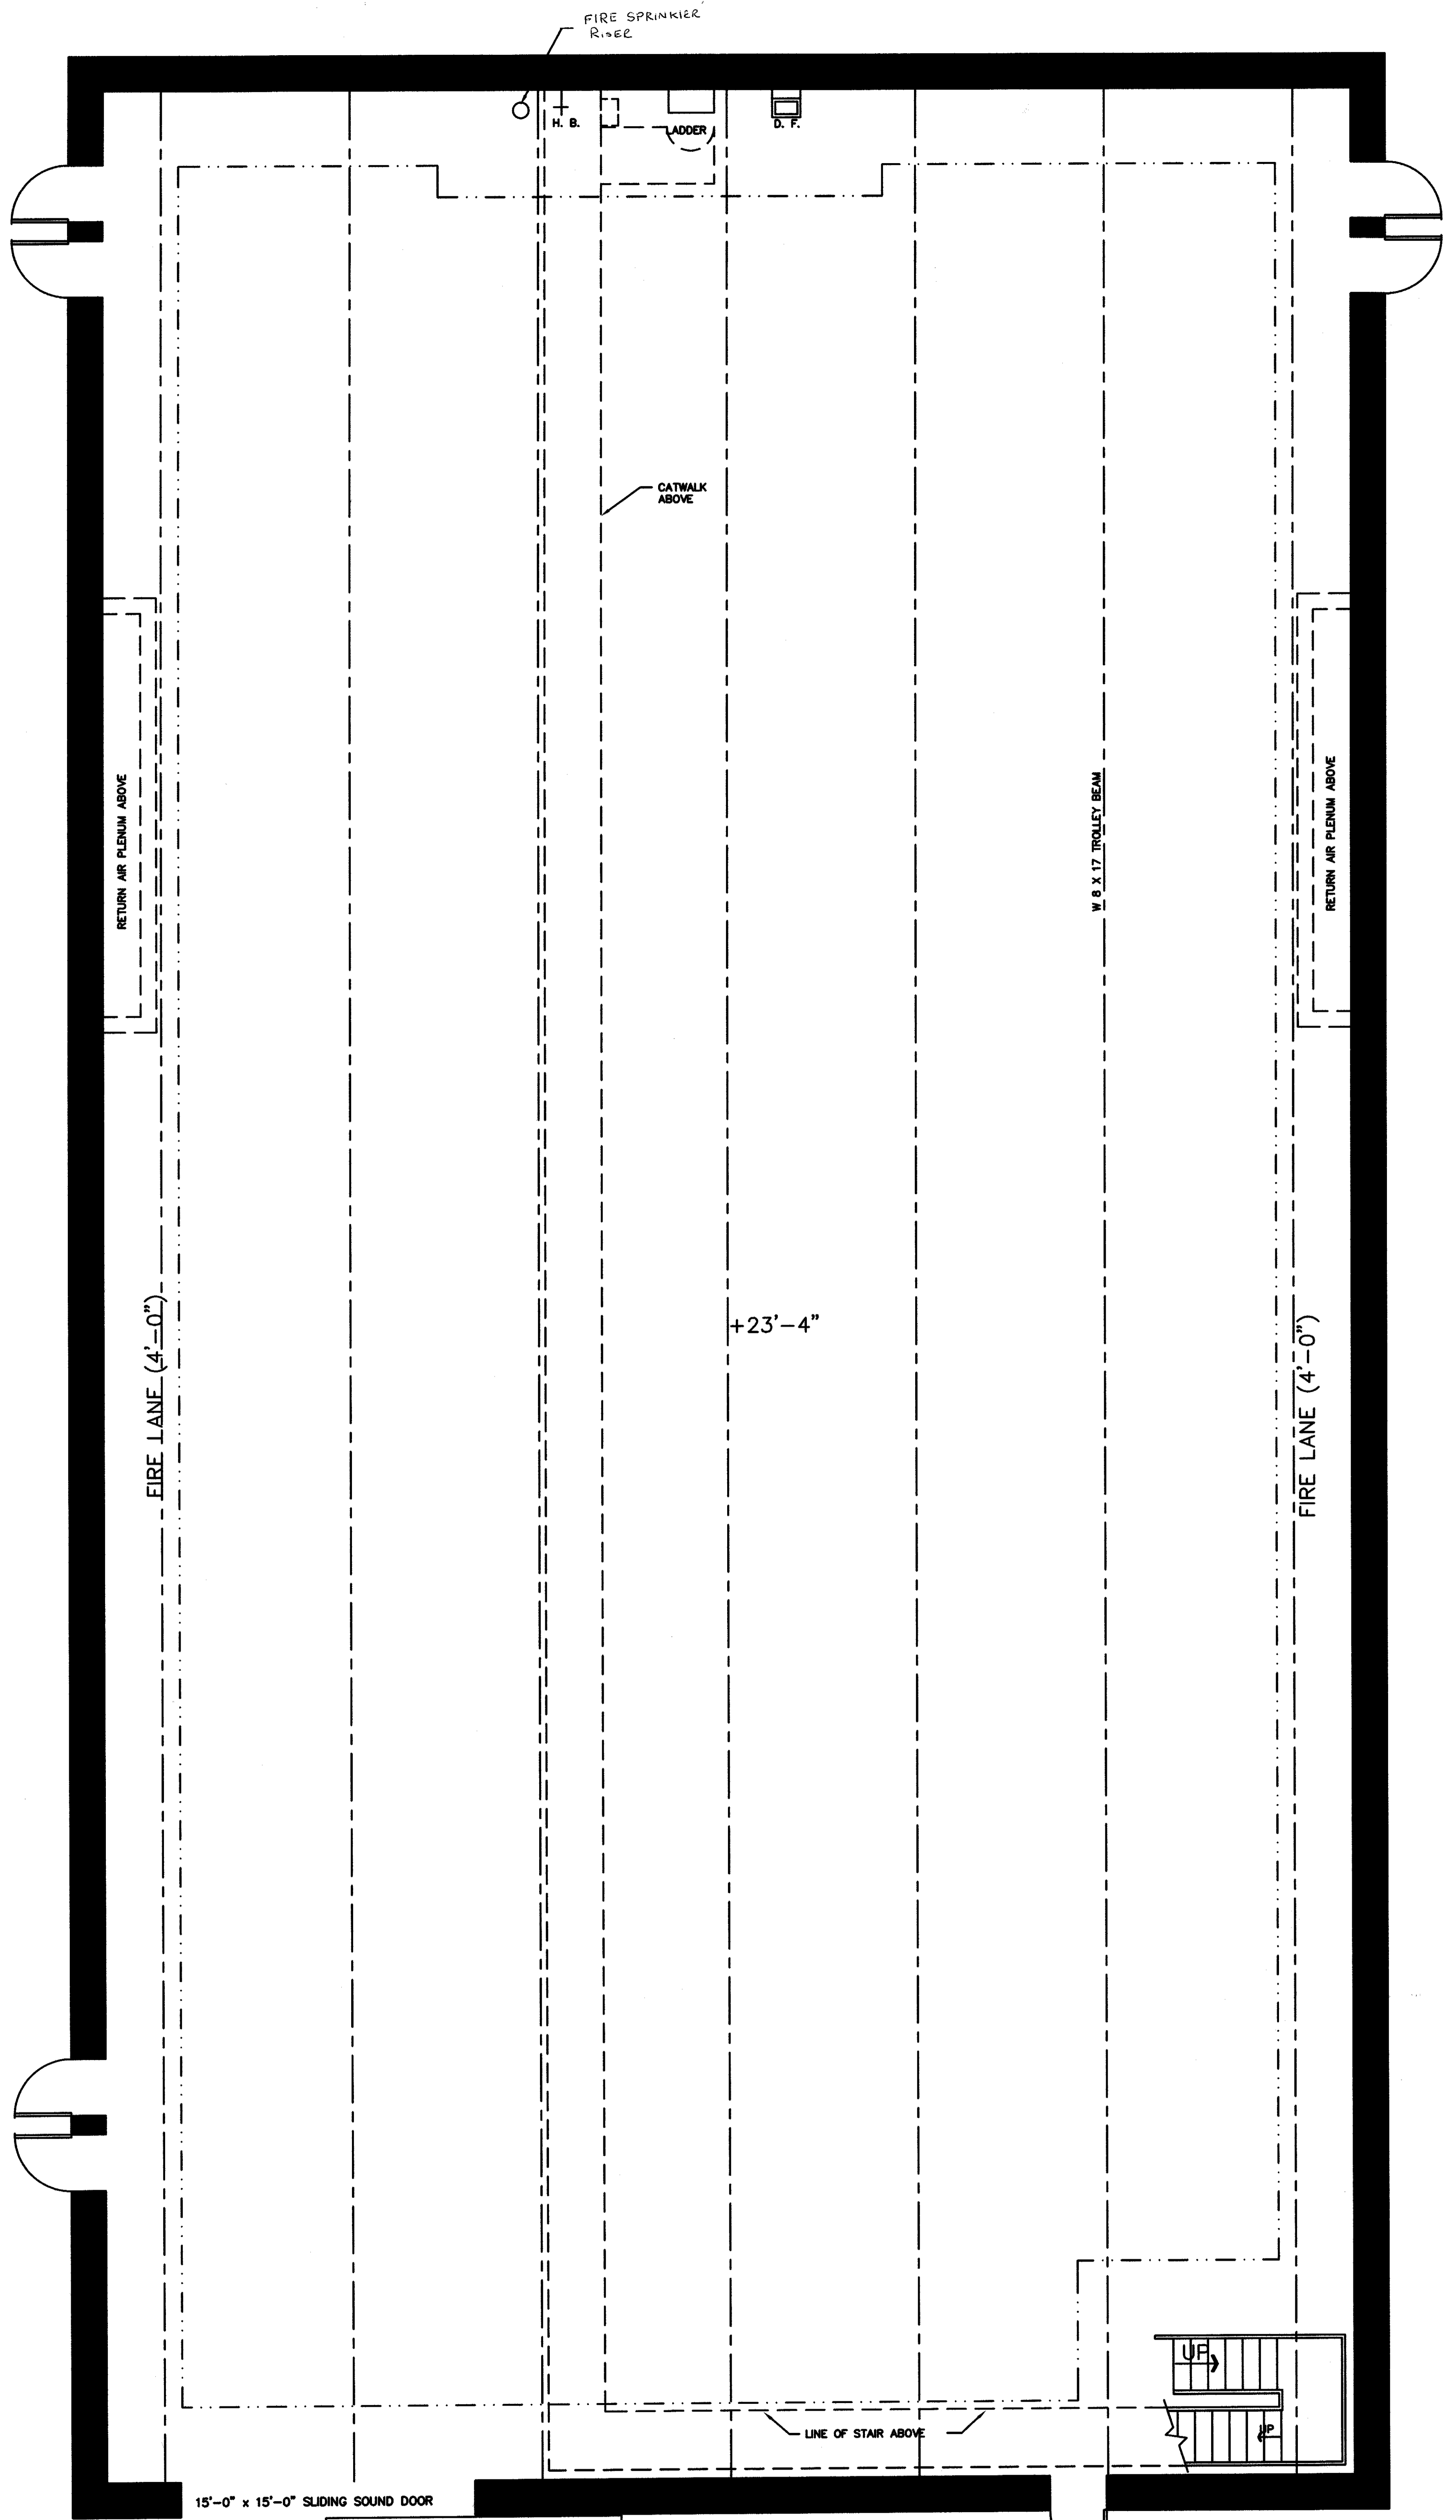 FIRE SPRINKIER
RISER
H. B.
LADDER
D. F.
CATWALK
ABOVE
RETURN AIR PLENUM ABOVE
W 8 X 17 TROLLEY BEAM
RETURN AIR PLENUM ABOVE
FIRE LANE (4'-0")
+23'-4"
FIRE LANE (4'-0")
UP
UP
LINE OF STAIR ABOVE
15'-0" x 15'-0" SLIDING SOUND DOOR